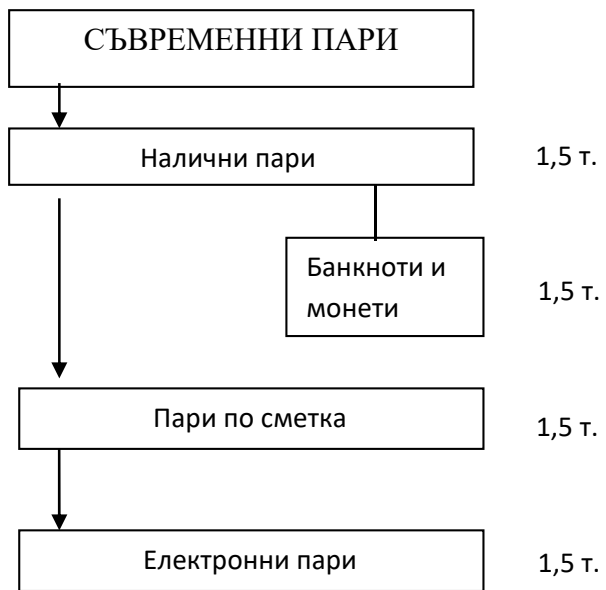 СЪВРЕМЕННИ ПАРИ
Налични пари 1,5 т.
Банкноти и
монети
1,5 т.
Пари по сметка 1,5 т.
Електронни пари 1,5 т.